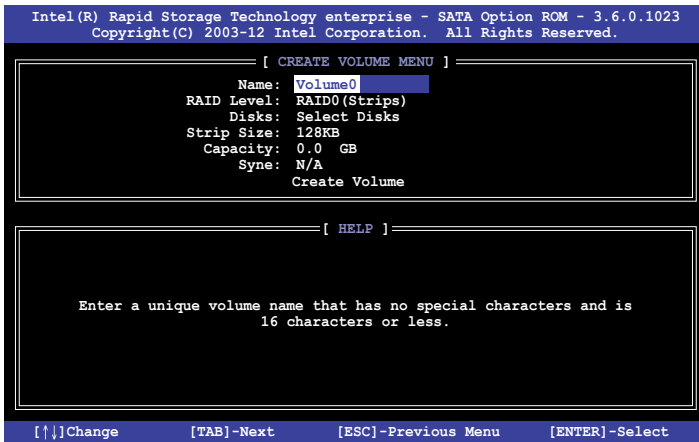 Intel(R) Rapid Storage Technology enterprise - SATA Option ROM - 3.6.0.1023
Copyright(C) 2003-12 Intel Corporation. All Rights Reserved.
[ CREATE VOLUME MENU ]
Name: Volume0
RAID Level: RAID0(Strips)
Disks: Select Disks
Strip Size: 128KB
Capacity: 0.0 GB
Syne: N/A
Create Volume
[ HELP ]
Enter a unique volume name that has no special characters and is
16 characters or less.
[↑↓]Change [TAB]-Next [ESC]-Previous Menu [ENTER]-Select